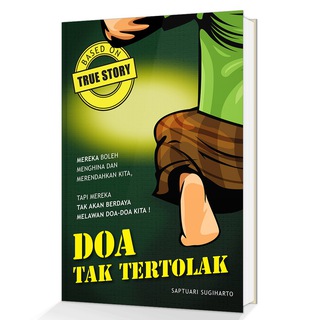 BASED ON
TRUE STORY
MEREKA BOLEH
MENGHINA DAN
MERENDAHKAN KITA,
TAPI MEREKA
TAK AKAN BERDAYA
MELAWAN DOA-DOA KITA !
DOA
TAK TERTOLAK
SAPTUARI SUGIHARTO